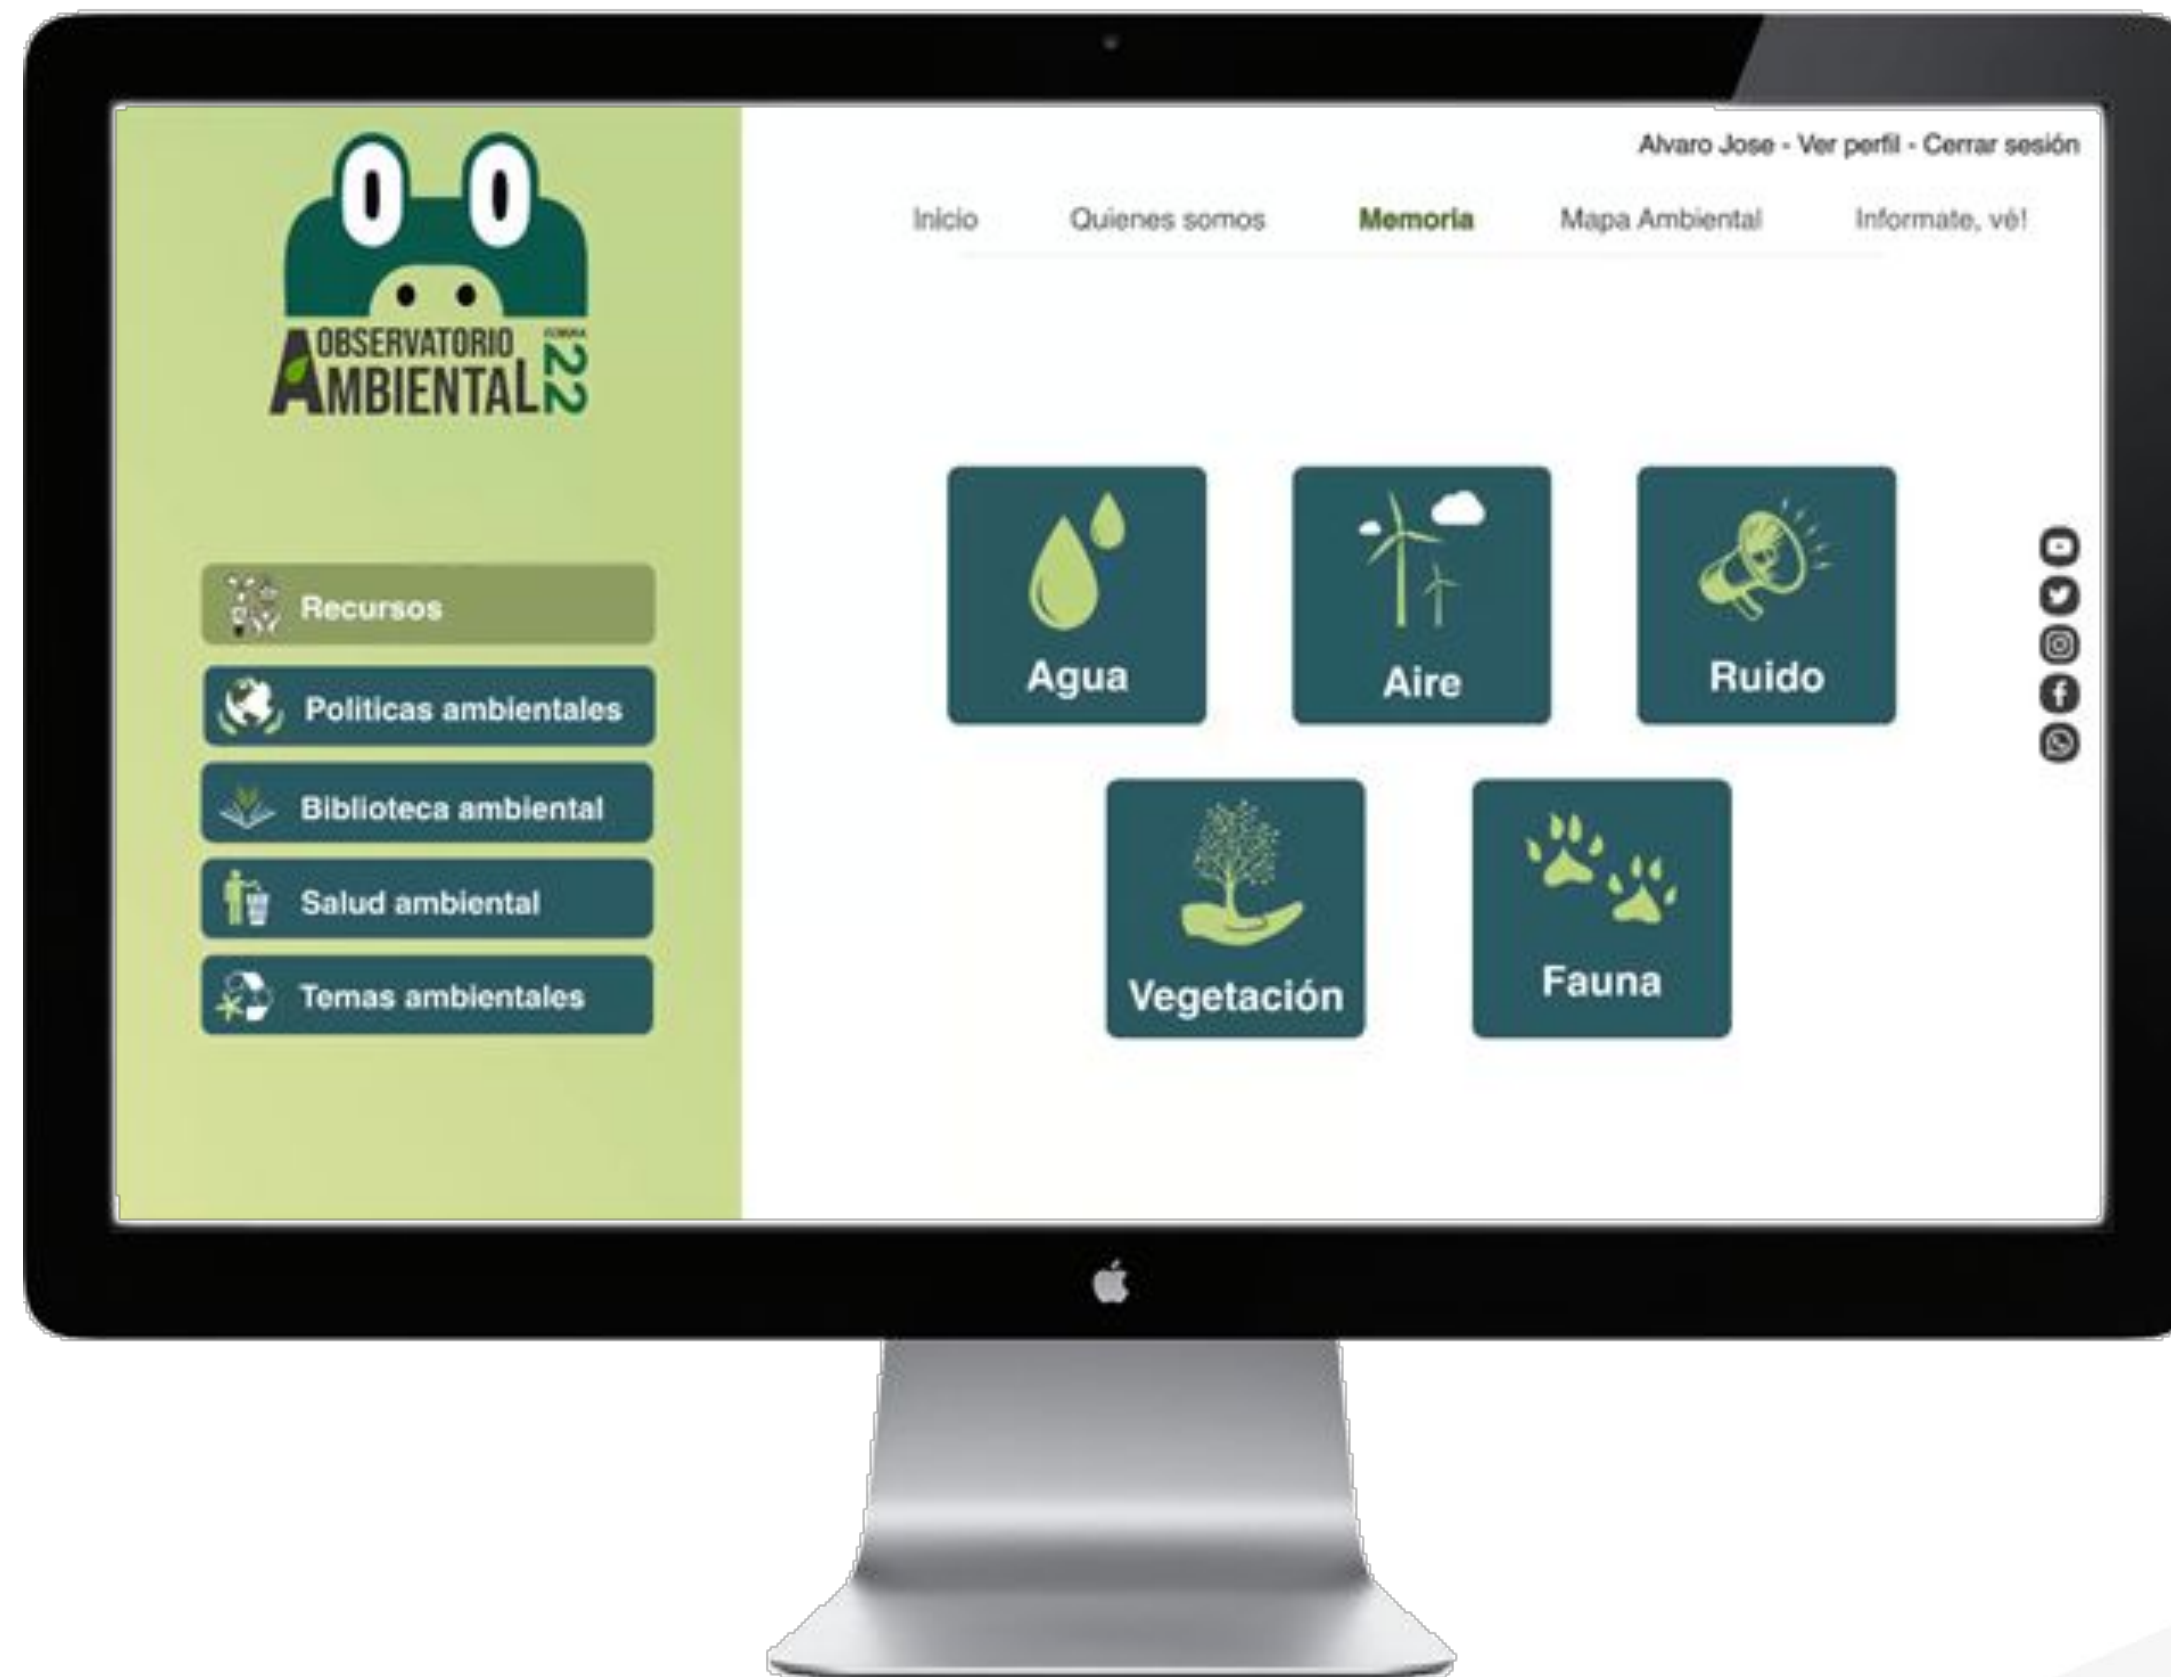 OBSERVATORIO
AMBIENTAL
22
Recursos
Politicas ambientales
Biblioteca ambiental
Salud ambiental
Temas ambientales
Alvaro Jose - Ver perfil - Cerrar sesión
Inicio
Quienes somos
Memoria
Mapa Ambiental
Informate, vé!
Agua
Aire
Ruido
Vegetación
Fauna